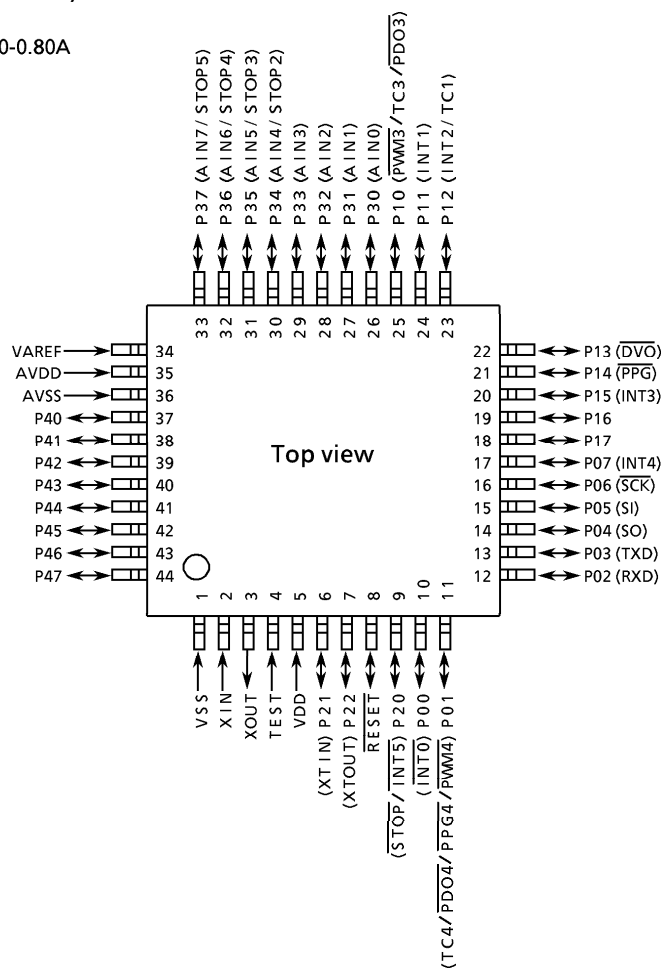 0-0.80A
P37 (AIN7/ STOP5)
P36 (AIN6/ STOP4)
P35 (AIN5/ STOP3)
P34 (AIN4/ STOP2)
P33 (AIN3)
P32 (AIN2)
P31 (AIN1)
P30 (AIN0)
P10 (PWM3/TC3/PDO3)
P11 (INT1)
P12 (INT2/ TC1)
33 32 31 30 29 28 27 26 25 24 23
VAREF 34
AVDD 35
AVSS 36
P40 37
P41 38
P42 39
P43 40
P44 41
P45 42
P46 43
P47 44
Top view
22 P13 (DVO)
21 P14 (PPG)
20 P15 (INT3)
19 P16
18 P17
17 P07 (INT4)
16 P06 (SCK)
15 P05 (SI)
14 P04 (SO)
13 P03 (TXD)
12 P02 (RXD)
1 2 3 4 5 6 7 8 9 10 11
VSS
XIN
XOUT
TEST
VDD
(XTIN) P21
(XTOUT) P22
RESET
(STOP/ INT5) P20
(INT0) P00
(TC4/PDO4/PPG4/PWM4) P01